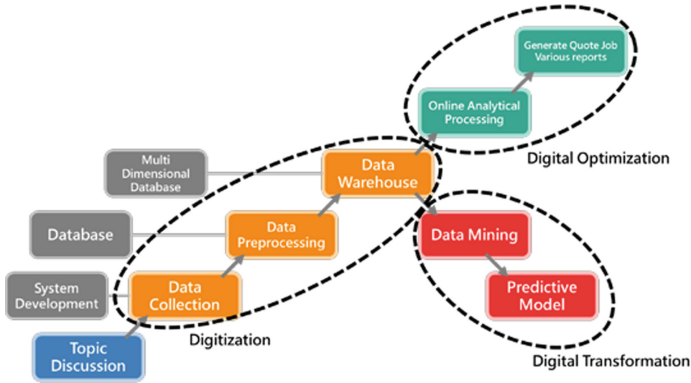 Generate Quote Job
Various reports
Online Analytical
Processing
Digital Optimization
Multi
Dimensional
Database
Data
Warehouse
Database
Data
Preprocessing
Data Mining
System
Development
Data
Collection
Predictive
Model
Digitization
Topic
Discussion
Digital Transformation